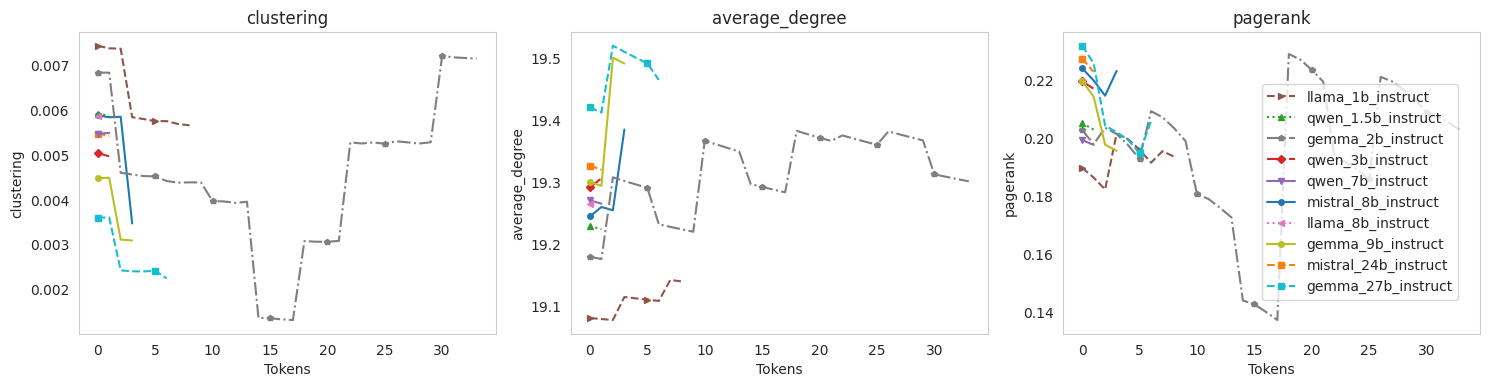 clustering
clustering
0.007
0.006
0.005
0.004
0.003
0.002
0 5 10 15 20 25 30
Tokens
average_degree
average_degree
19.5
19.4
19.3
19.2
19.1
0 5 10 15 20 25 30
Tokens
pagerank
pagerank
0.22
0.20
0.18
0.16
0.14
0 5 10 15 20 25 30
Tokens
llama_1b_instruct
qwen_1.5b_instruct
gemma_2b_instruct
qwen_3b_instruct
qwen_7b_instruct
mistral_8b_instruct
llama_8b_instruct
gemma_9b_instruct
mistral_24b_instruct
gemma_27b_instruct